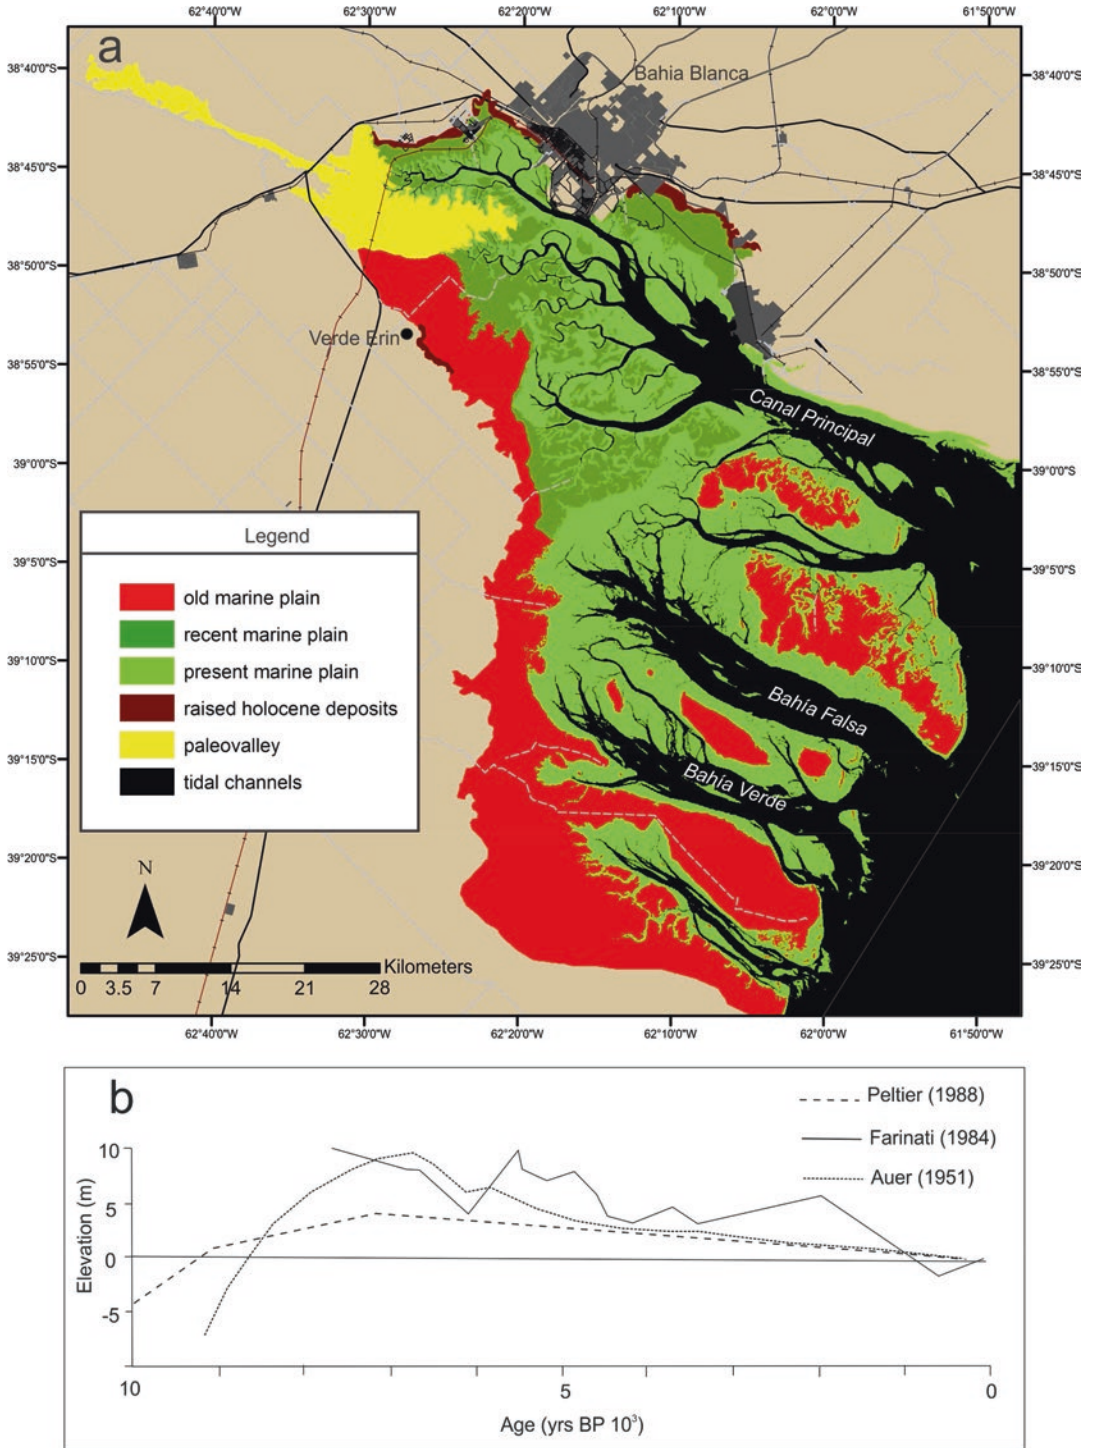 62°40'0"W 62°30'0"W 62°20'0"W 62°10'0"W 62°0'0"W 61°50'0"W
a
Bahia Blanca
38°40'0"S 38°40'0"S
38°45'0"S 38°45'0"S
38°50'0"S 38°50'0"S
Verde Erin
38°55'0"S 38°55'0"S
Canal Principal
39°0'0"S 39°0'0"S
Legend
39°5'0"S 39°5'0"S
old marine plain
recent marine plain
39°10'0"S 39°10'0"S
present marine plain
raised holocene deposits
Bahía Falsa
paleovalley
39°15'0"S 39°15'0"S
tidal channels
Bahía Verde
39°20'0"S 39°20'0"S
N
39°25'0"S 39°25'0"S
Kilometers
0 3.5 7 14 21 28
62°40'0"W 62°30'0"W 62°20'0"W 62°10'0"W 62°0'0"W 61°50'0"W
b
Peltier (1988)
Farinati (1984)
Auer (1951)
Elevation (m)
10
5
0
-5
10 5 0
Age (yrs BP 10³)